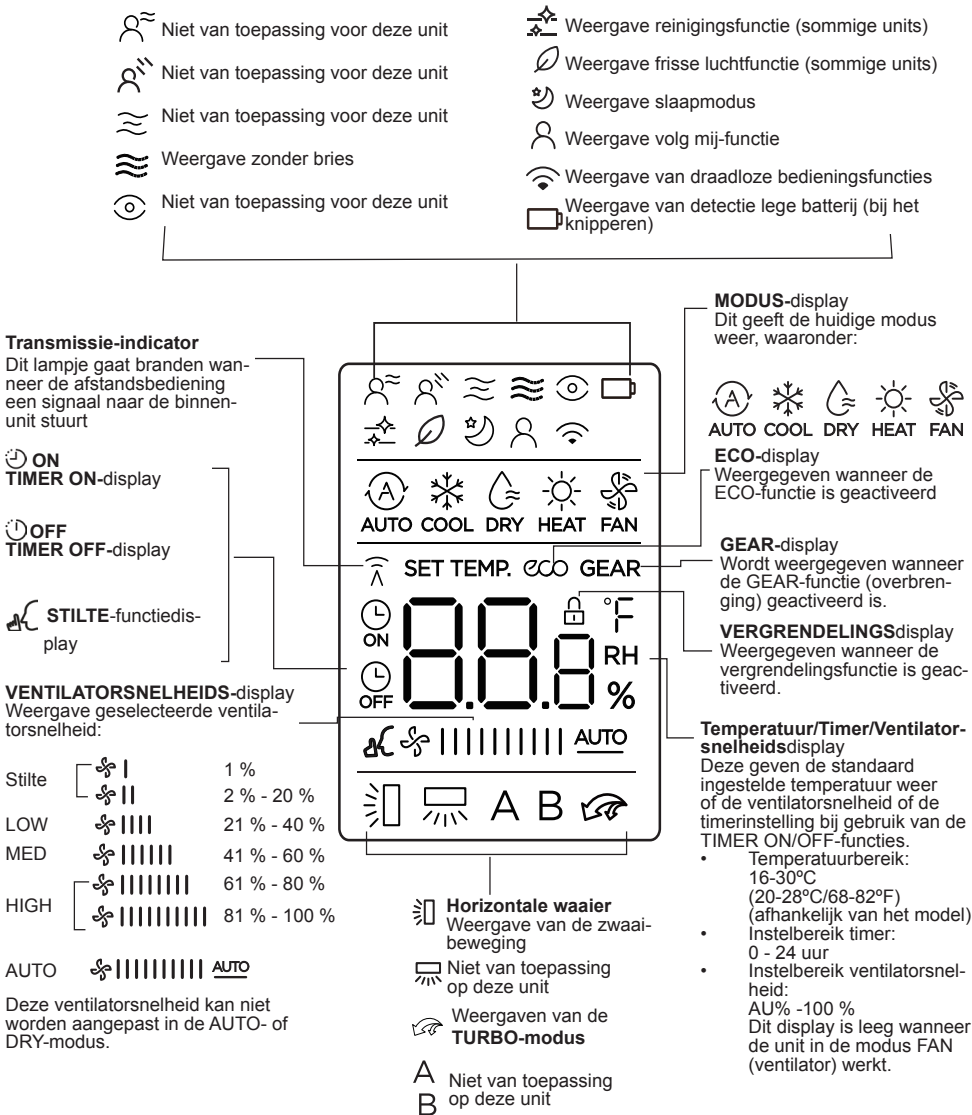 Niet van toepassing voor deze unit
Niet van toepassing voor deze unit
Niet van toepassing voor deze unit
Weergave zonder bries
Niet van toepassing voor deze unit
Weergave reinigingsfunctie (sommige units)
Weergave frisse luchtfunctie (sommige units)
Weergave slaapmodus
Weergave volg mij-functie
Weergave van draadloze bedieningsfuncties
Weergave van detectie lege batterij (bij het
knipperen)
Transmissie-indicator
Dit lampje gaat branden wan-
neer de afstandsbediening
een signaal naar de binnen-
unit stuurt
ON
TIMER ON-display
OFF
TIMER OFF-display
STILTE-functiedis-
play
VENTILATORSNELHEIDS-display
Weergave geselecteerde ventila-
torsnelheid:
Stilte
1 %
2 % - 20 %
LOW 21 % - 40 %
MED 41 % - 60 %
HIGH
61 % - 80 %
81 % - 100 %
AUTO AUTO
Deze ventilatorsnelheid kan niet
worden aangepast in de AUTO- of
DRY-modus.
A
AUTO COOL DRY HEAT FAN
SET TEMP. eco GEAR
ON
OFF
88.8
°F
RH
%
AUTO
A B
Horizontale waaier
Weergave van de zwaai-
beweging
Niet van toepassing
op deze unit
Weergaven van de
TURBO-modus
A
B
Niet van toepassing
op deze unit
MODUS-display
Dit geeft de huidige modus
weer, waaronder:
A
AUTO COOL DRY HEAT FAN
ECO-display
Weergegeven wanneer de
ECO-functie is geactiveerd
GEAR-display
Wordt weergegeven wanneer
de GEAR-functie (overbren-
ging) geactiveerd is.
VERGRENDELINGSdisplay
Weergegeven wanneer de
vergrendelingsfunctie is geac-
tiveerd.
Temperatuur/Timer/Ventilator-
snelheidsdisplay
Deze geven de standaard
ingestelde temperatuur weer
of de ventilatorsnelheid of de
timerinstelling bij gebruik van de
TIMER ON/OFF-functies.
• Temperatuurbereik:
16-30ºC
(20-28ºC/68-82ºF)
(afhankelijk van het model)
• Instelbereik timer:
0 - 24 uur
• Instelbereik ventilatorsnel-
heid:
AU% -100 %
Dit display is leeg wanneer
de unit in de modus FAN
(ventilator) werkt.